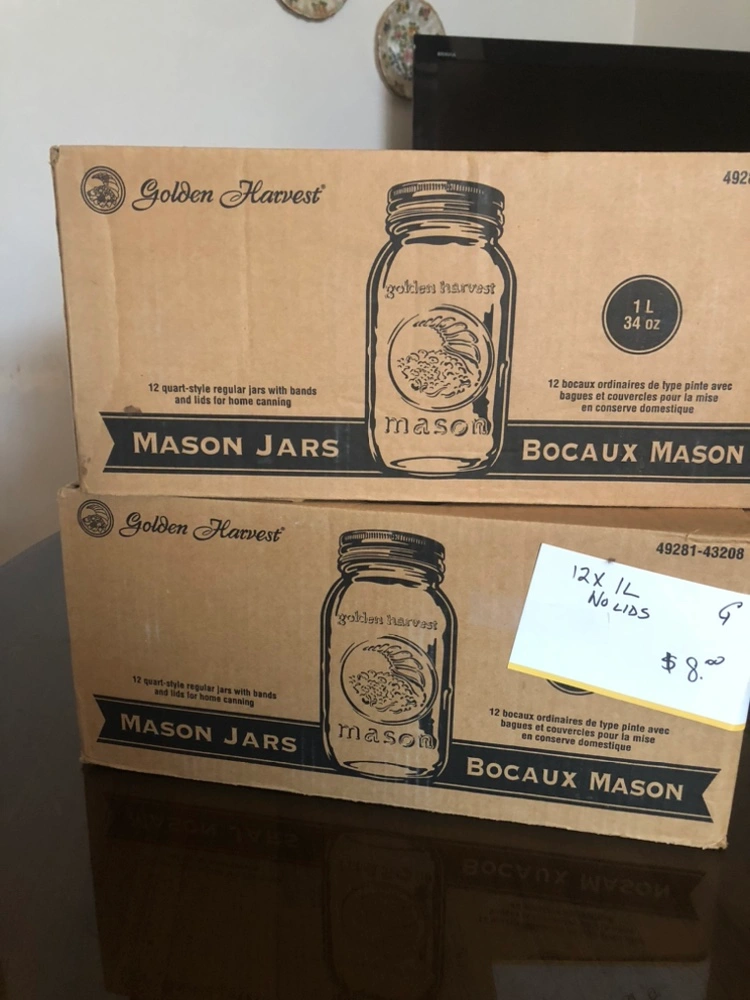 Golden Harvest®
4928
golden harvest
mason
1 L
34 oz
12 quart-style regular jars with bands
and lids for home canning
12 bocaux ordinaires de type pinte avec
bagues et couvercles pour la mise
en conserve domestique
MASON JARS
BOCAUX MASON
Golden Harvest®
49281-43208
12 X 1L
NO LIDS
G
$8.00
golden harvest
mason
12 quart-style regular jars with bands
and lids for home canning
12 bocaux ordinaires de type pinte avec
bagues et couvercles pour la mise
en conserve domestique
MASON JARS
BOCAUX MASON